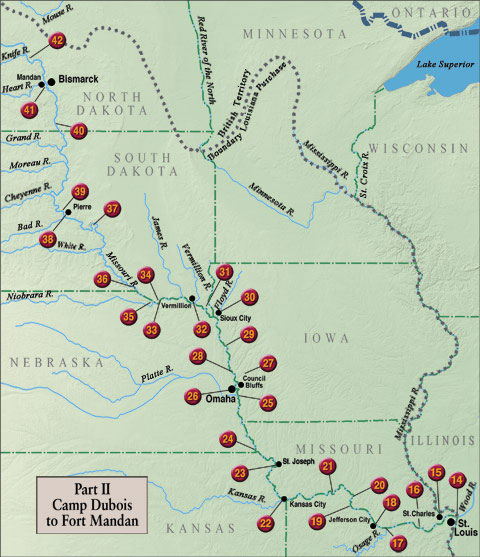 Mouse R.
ONTARIO
MINNESOTA
42
Knife R.
Red River of the North
Lake Superior
Mandan
Bismarck
Heart R.
NORTH
DAKOTA
British Territory
Boundary Louisiana Purchase
41
40
Grand R.
WISCONSIN
Mississippi R.
St. Croix R.
SOUTH
DAKOTA
Moreau R.
Minnesota R.
Cheyenne R.
39
37
James R.
Pierre
Bad R.
38
White R.
Vermillion R.
Missouri R.
36
34
31
Floyd R.
30
Niobrara R.
Vermillion
35
33
32
Sioux City
29
IOWA
NEBRASKA
28
27
Platte R.
Council
Bluffs
26
Omaha
25
Mississippi R.
24
MISSOURI
ILLINOIS
23
St. Joseph
21
Part II
Camp Dubois
to Fort Mandan
Kansas R.
20
18
16
15
14
Wood R.
22
Kansas City
19
Jefferson City
St. Charles
St.
Louis
KANSAS
Osage R.
17